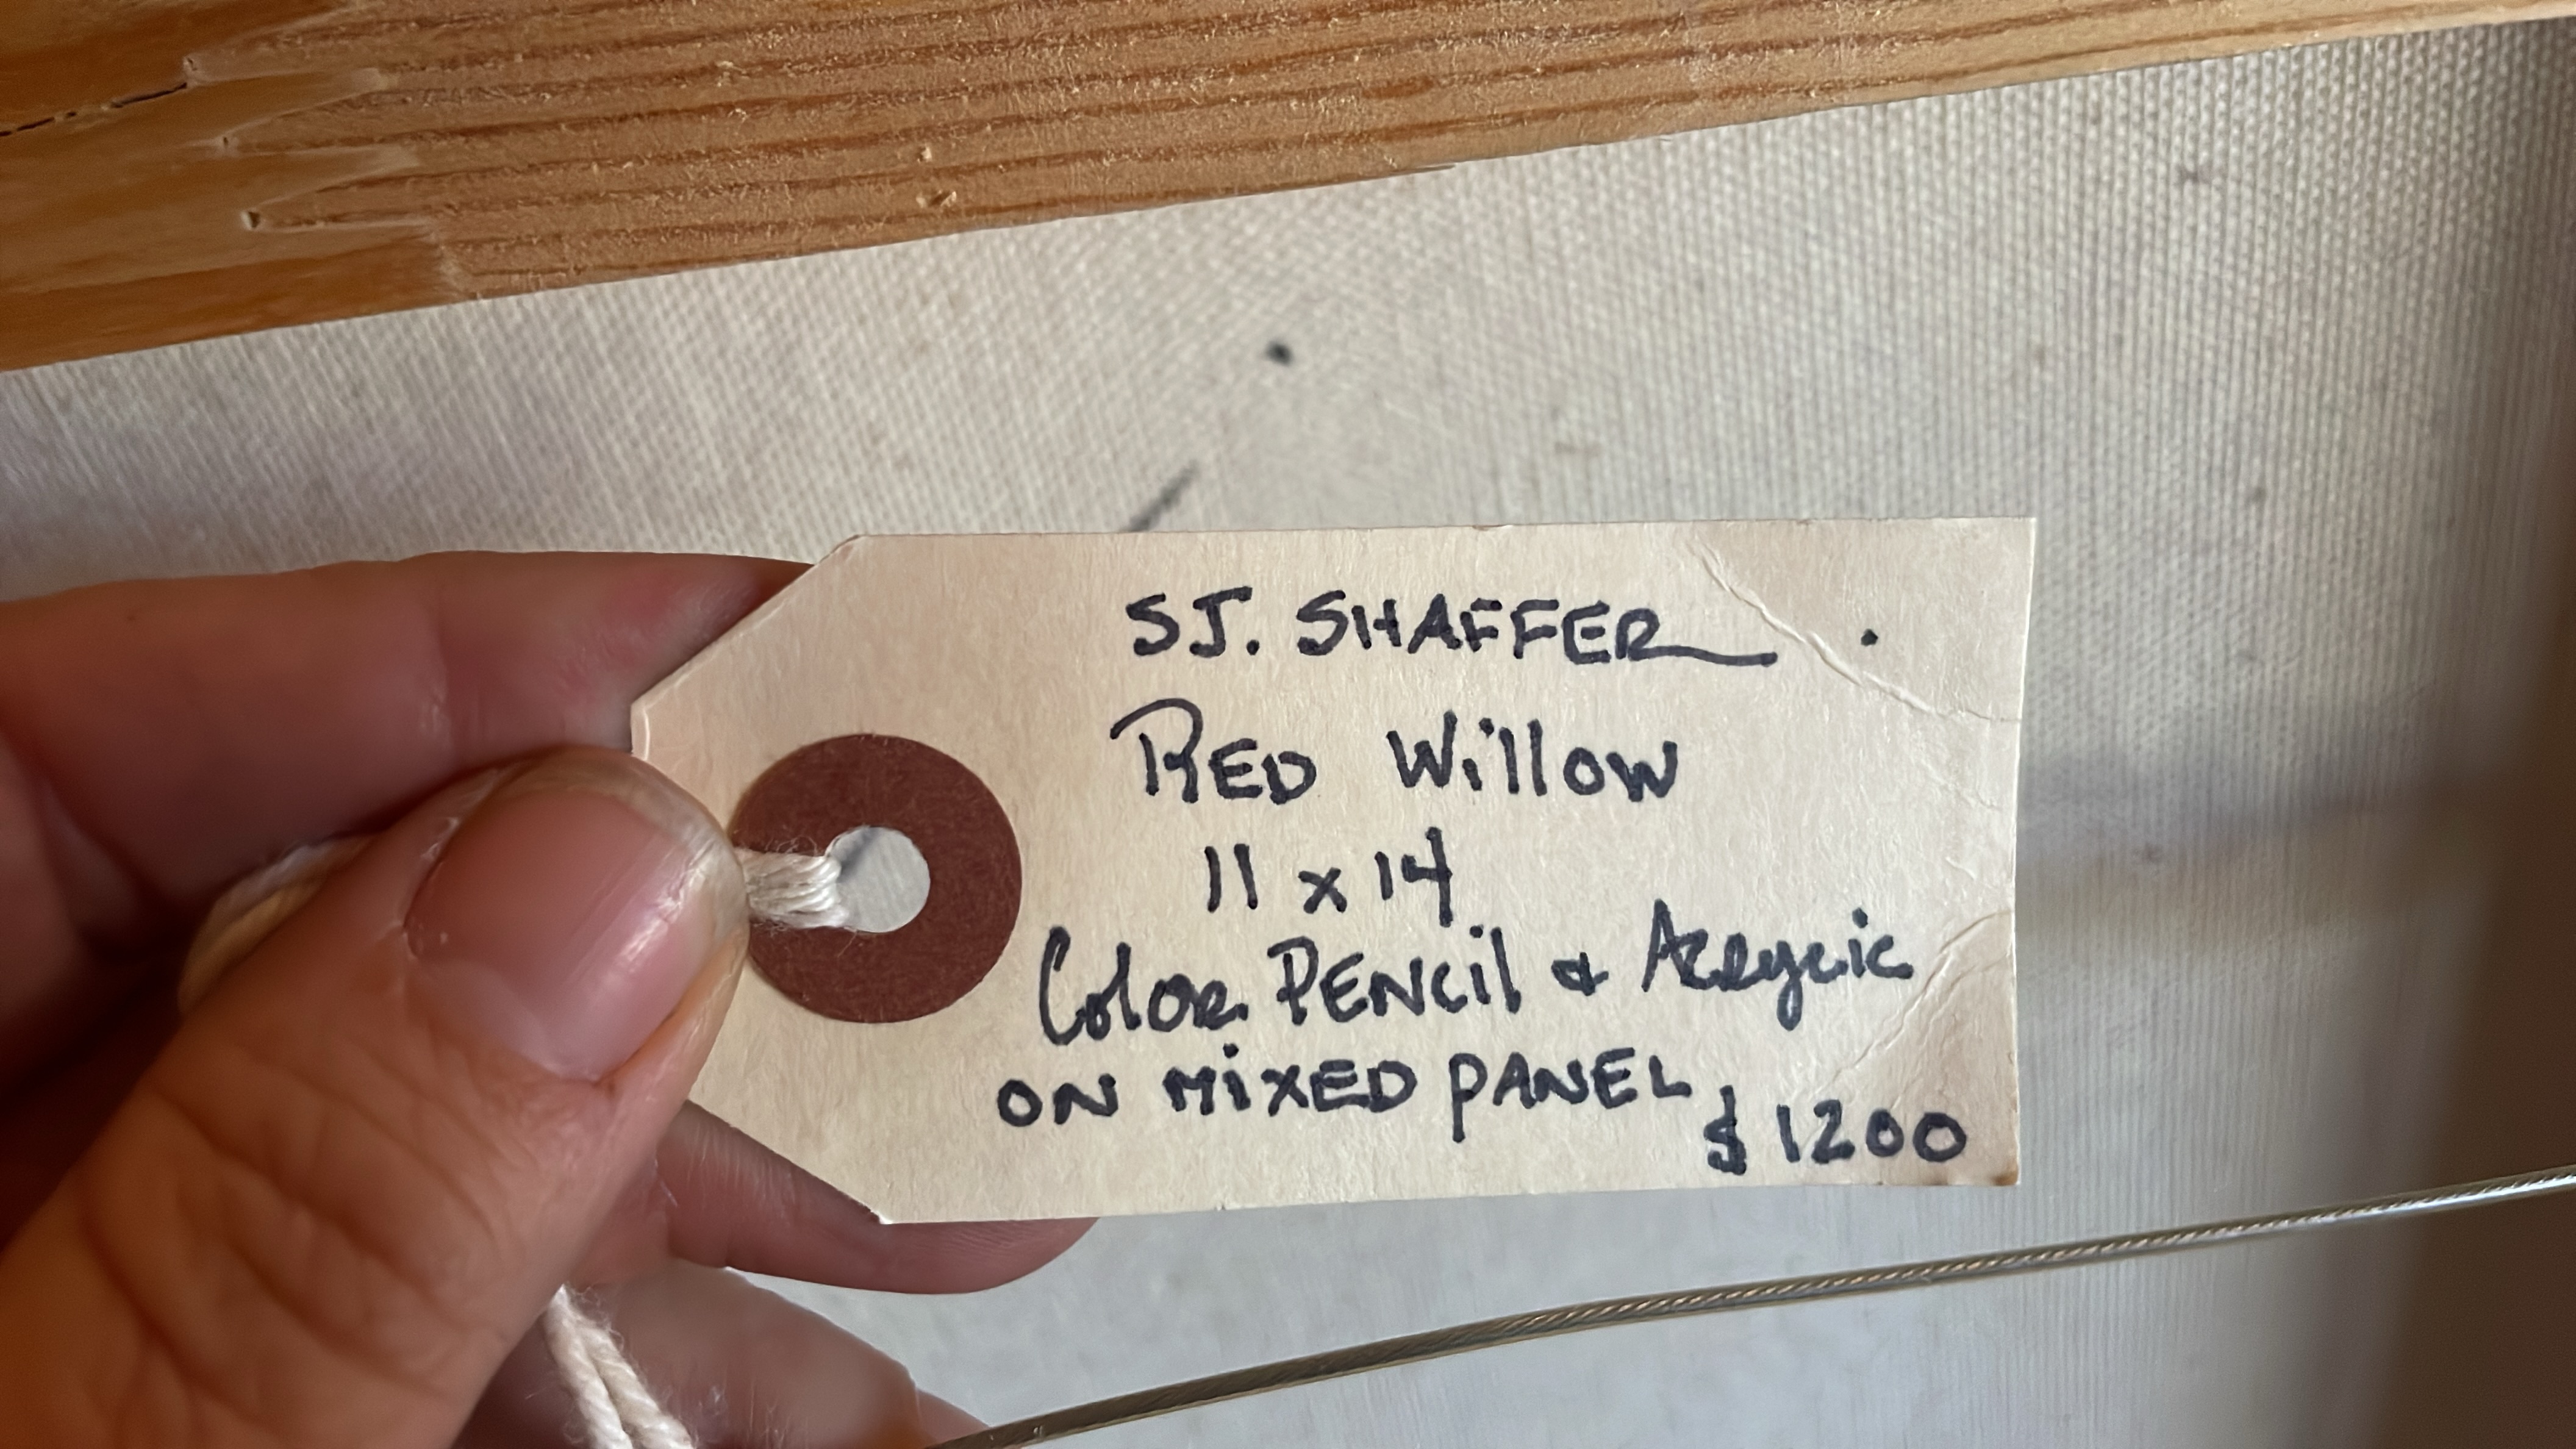 SJ. SHAFFER
RED Willow
11 x 14
Color PENCil & Acrylic
ON MiXED PANEL
$1200